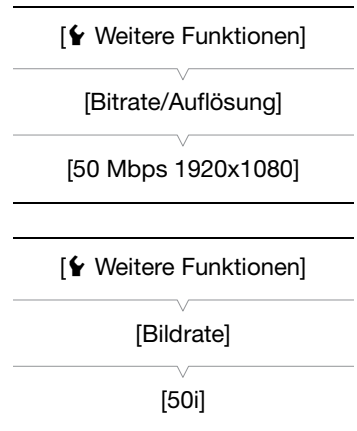 [Weitere Funktionen]
[Bitrate/Auflösung]
[50 Mbps 1920x1080]
[Weitere Funktionen]
[Bildrate]
[50i]